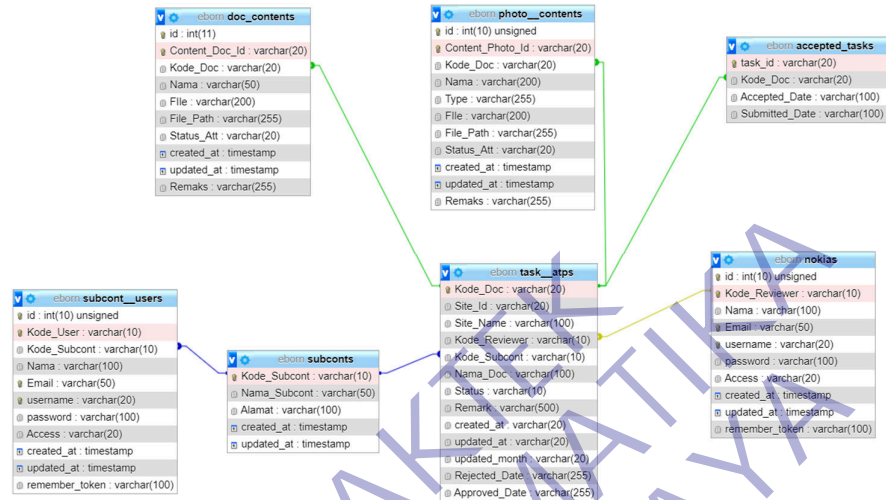 eborn doc_contents
id : int(11)
Content_Doc_Id : varchar(20)
Kode_Doc : varchar(20)
Nama : varchar(50)
FIle : varchar(200)
File_Path : varchar(255)
Status_Att : varchar(20)
created_at : timestamp
updated_at : timestamp
Remaks : varchar(255)
eborn photo__contents
id : int(10) unsigned
Content_Photo_Id : varchar(20)
Kode_Doc : varchar(20)
Nama : varchar(200)
Type : varchar(255)
FIle : varchar(200)
File_Path : varchar(255)
Status_Att : varchar(20)
created_at : timestamp
updated_at : timestamp
Remaks : varchar(255)
eborn accepted_tasks
task_id : varchar(20)
Kode_Doc : varchar(20)
Accepted_Date : varchar(100)
Submitted_Date : varchar(100)
eborn subcont__users
id : int(10) unsigned
Kode_User : varchar(10)
Kode_Subcont : varchar(10)
Nama : varchar(100)
Email : varchar(50)
username : varchar(20)
password : varchar(100)
Access : varchar(20)
created_at : timestamp
updated_at : timestamp
remember_token : varchar(100)
eborn subconts
Kode_Subcont : varchar(10)
Nama_Subcont : varchar(50)
Alamat : varchar(100)
created_at : timestamp
updated_at : timestamp
eborn task__atps
Kode_Doc : varchar(20)
Site_Id : varchar(20)
Site_Name : varchar(100)
Kode_Reviewer : varchar(10)
Kode_Subcont : varchar(10)
Nama_Doc : varchar(100)
Status : varchar(10)
Remark : varchar(500)
created_at : varchar(20)
updated_at : varchar(20)
updated_month : varchar(20)
Rejected_Date : varchar(255)
Approved_Date : varchar(255)
eborn nokias
id : int(10) unsigned
Kode_Reviewer : varchar(10)
Nama : varchar(100)
Email : varchar(50)
username : varchar(20)
password : varchar(100)
Access : varchar(20)
created_at : timestamp
updated_at : timestamp
remember_token : varchar(100)